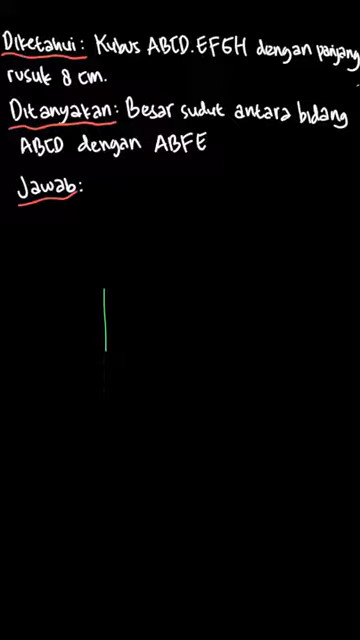 Diketahui: Kubus ABCD.EFGH dengan panjang
rusuk 8 cm.
Ditanyakan: Besar sudut antara bidang
ABCD dengan ABFE
Jawab: